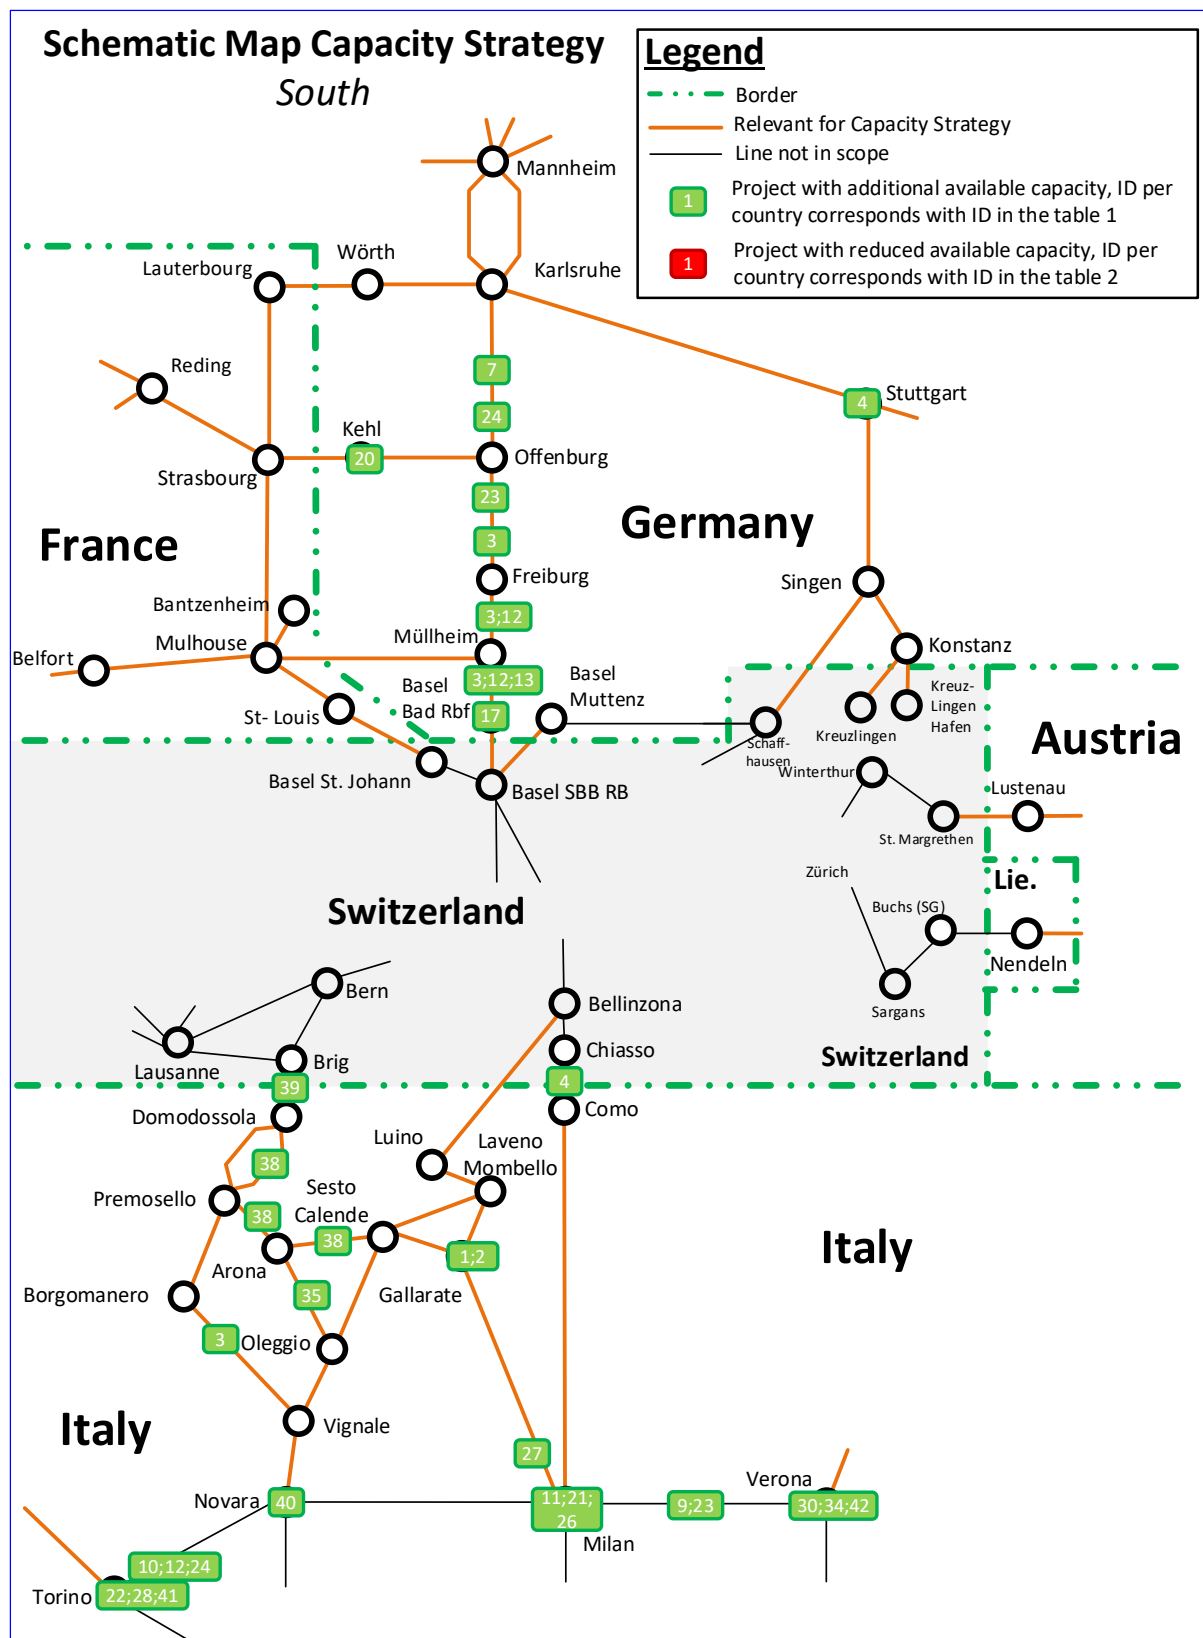 Schematic Map Capacity Strategy
South
Legend
Border
Relevant for Capacity Strategy
Line not in scope
1
Project with additional available capacity, ID per
country corresponds with ID in the table 1
1
Project with reduced available capacity, ID per
country corresponds with ID in the table 2
Mannheim
Wörth
Lauterbourg
Karlsruhe
Reding
7
Stuttgart
4
24
Kehl
20
Offenburg
Strasbourg
23
France
Germany
3
Freiburg
Singen
Bantzenheim
3;12
Mulhouse
Müllheim
Konstanz
Belfort
3;12;13
Basel
Bad Rbf
Basel
Muttenz
17
St- Louis
Kreuz-
Lingen
Hafen
Kreuzlingen
Schaff-
hausen
Austria
Basel St. Johann
Basel SBB RB
Winterthur
Lustenau
St. Margrethen
Zürich
Lie.
Buchs (SG)
Switzerland
Nendeln
Bern
Bellinzona
Sargans
Lausanne
Brig
Chiasso
Switzerland
39
4
Domodossola
Como
Luino
Laveno
Mombello
38
Premosello
Sesto
Calende
38
38
Arona
1;2
Italy
Borgomanero
35
Gallarate
3
Oleggio
Italy
Vignale
27
Verona
Novara
40
11;21;
26
9;23
30;34;42
Milan
10;12;24
Torino
22;28;41